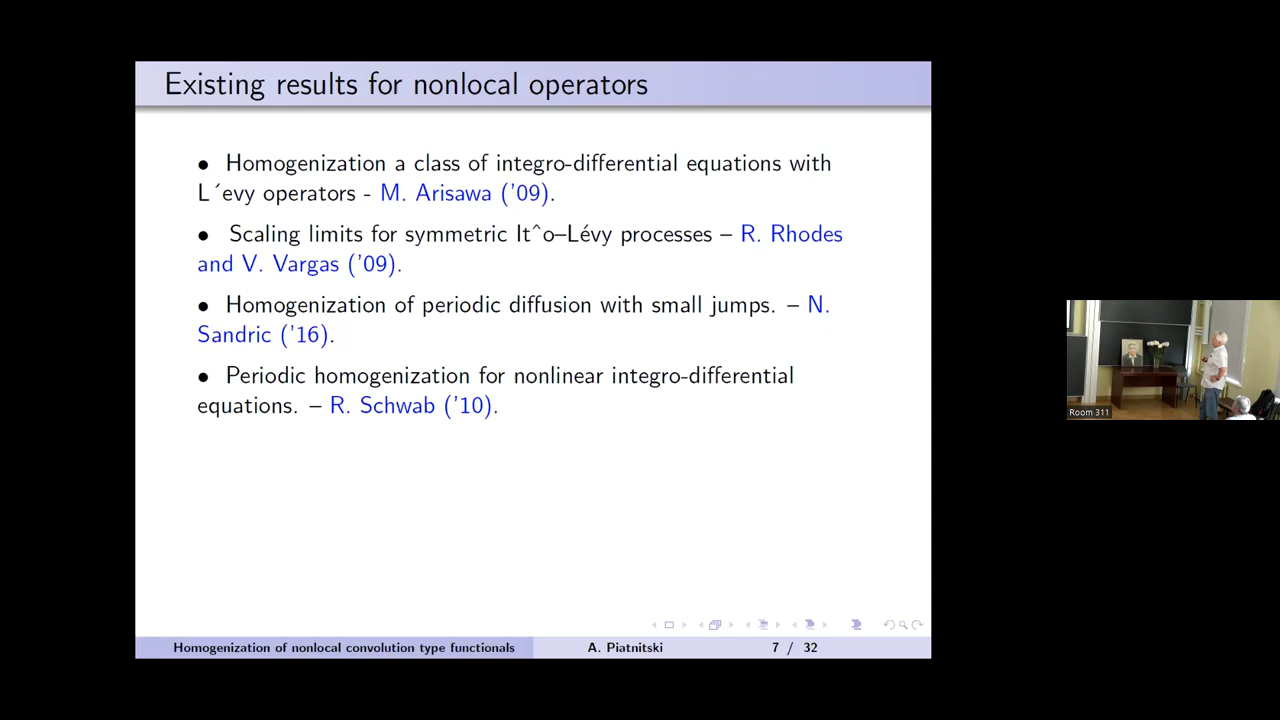 Existing results for nonlocal operators
• Homogenization a class of integro-differential equations with
L´evy operators - M. Arisawa ('09).
• Scaling limits for symmetric Itˆo–Lévy processes – R. Rhodes
and V. Vargas ('09).
• Homogenization of periodic diffusion with small jumps. – N.
Sandric ('16).
• Periodic homogenization for nonlinear integro-differential
equations. – R. Schwab ('10).
Homogenization of nonlocal convolution type functionals
A. Piatnitski
7 / 32
Room 311